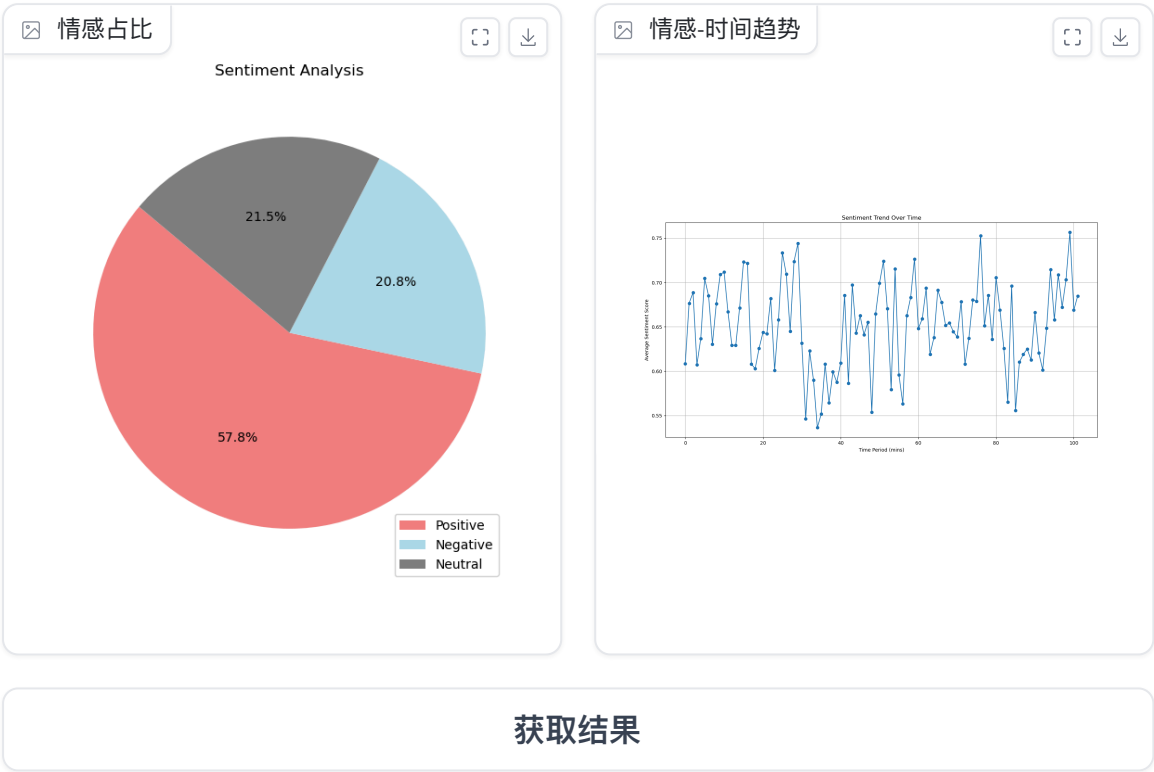 情感占比
Sentiment Analysis
21.5%
20.8%
57.8%
Positive
Negative
Neutral
情感-时间趋势
Sentiment Trend Over Time
Average Sentiment Score
0.75
0.70
0.65
0.60
0.55
0 20 40 60 80 100
Time Period (mins)
获取结果